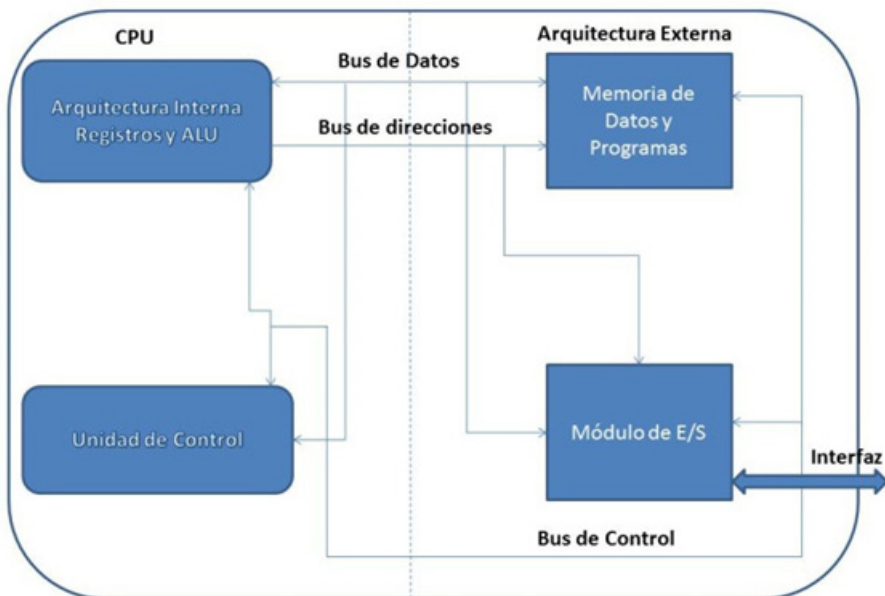 CPU
Arquitectura Externa
Bus de Datos
Arquitectura Interna
Registros y ALU
Memoria de
Datos y
Programas
Bus de direcciones
Unidad de Control
Módulo de E/S
Interfaz
Bus de Control